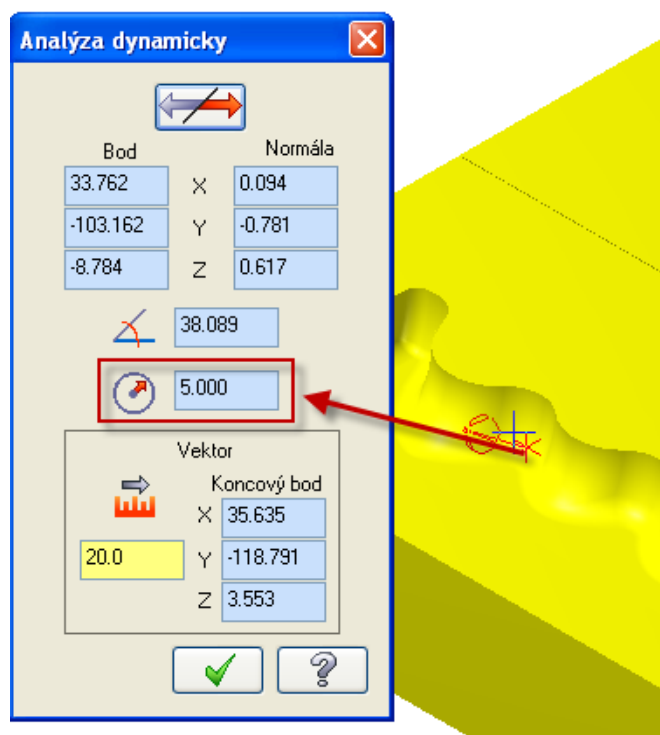 Analýza dynamicky
Bod Normála
33.762 X 0.094
-103.162 Y -0.781
-8.784 Z 0.617
38.089
5.000
Vektor
Koncový bod
X 35.635
20.0 Y -118.791
Z 3.553
?